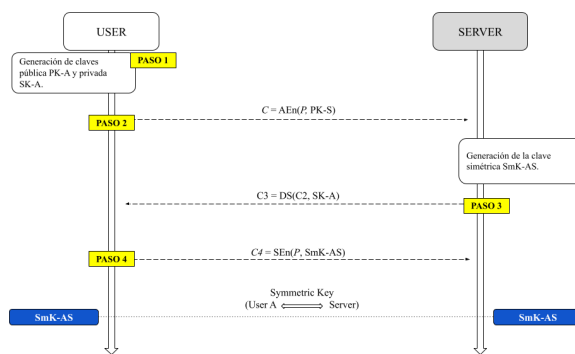 USER
SERVER
Generación de claves
pública PK-A y privada
SK-A.
PASO 1
C = AEn(P, PK-S)
PASO 2
Generación de la clave
simétrica SmK-AS.
C3 = DS(C2, SK-A)
PASO 3
C4 = SEn(P, SmK-AS)
PASO 4
Symmetric Key
(User A Server)
SmK-AS
SmK-AS